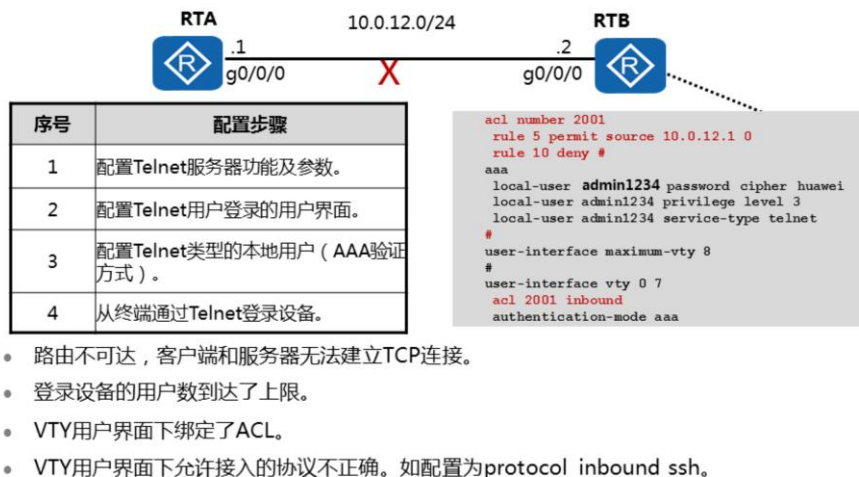 RTA
10.0.12.0/24
RTB
.1
.2
R
R
g0/0/0
X
g0/0/0
序号 配置步骤
1 配置Telnet服务器功能及参数。
2 配置Telnet用户登录的用户界面。
3 配置Telnet类型的本地用户（AAA验证
方式）。
4 从终端通过Telnet登录设备。
acl number 2001
rule 5 permit source 10.0.12.1 0
rule 10 deny #
aaa
local-user admin1234 password cipher huawei
local-user admin1234 privilege level 3
local-user admin1234 service-type telnet
#
user-interface maximum-vty 8
#
user-interface vty 0 7
acl 2001 inbound
authentication-mode aaa
• 路由不可达，客户端和服务器无法建立TCP连接。
• 登录设备的用户数到达了上限。
• VTY用户界面下绑定了ACL。
• VTY用户界面下允许接入的协议不正确。如配置为protocol inbound ssh。